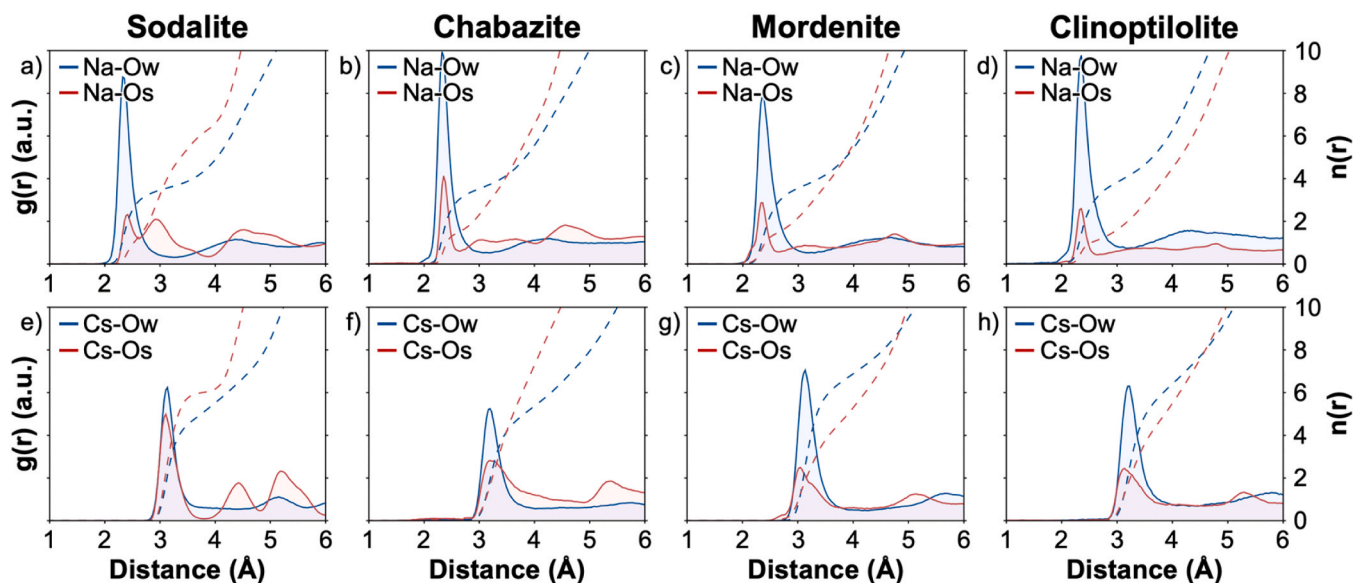 Sodalite Chabazite Mordenite Clinoptilolite
a) Na-Ow Na-Os
b) Na-Ow Na-Os
c) Na-Ow Na-Os
d) Na-Ow Na-Os
g(r) (a.u.)
10
8
6
4
2
0
n(r)
1 2 3 4 5 6 1 2 3 4 5 6 1 2 3 4 5 6 1 2 3 4 5 6
e) Cs-Ow Cs-Os
f) Cs-Ow Cs-Os
g) Cs-Ow Cs-Os
h) Cs-Ow Cs-Os
g(r) (a.u.)
10
8
6
4
2
0
n(r)
1 2 3 4 5 6 1 2 3 4 5 6 1 2 3 4 5 6 1 2 3 4 5 6
Distance (Å) Distance (Å) Distance (Å) Distance (Å)